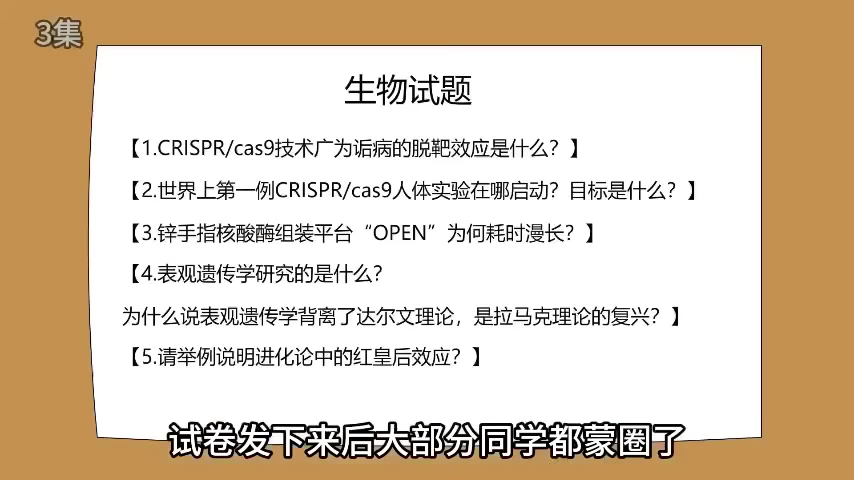 3集
生物试题
【1.CRISPR/cas9技术广为诟病的脱靶效应是什么？】
【2.世界上第一例CRISPR/cas9人体实验在哪启动？目标是什么？】
【3.锌手指核酸酶组装平台“OPEN”为何耗时漫长？】
【4.表观遗传学研究的是什么？
为什么说表观遗传学背离了达尔文理论，是拉马克理论的复兴？】
【5.请举例说明进化论中的红皇后效应？】
试卷发下来后大部分同学都蒙圈了